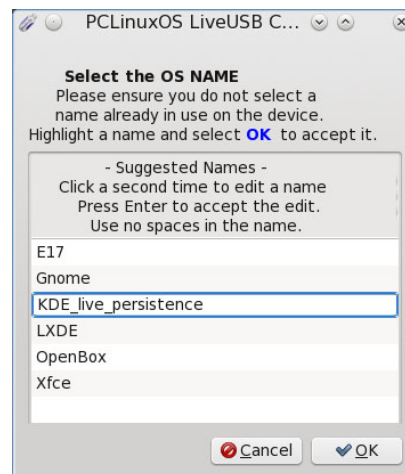 PCLinuxOS LiveUSB C...
Select the OS NAME
Please ensure you do not select a
name already in use on the device.
Highlight a name and select OK to accept it.
- Suggested Names -
Click a second time to edit a name
Press Enter to accept the edit.
Use no spaces in the name.
E17
Gnome
KDE_live_persistence
LXDE
OpenBox
Xfce
Cancel
OK